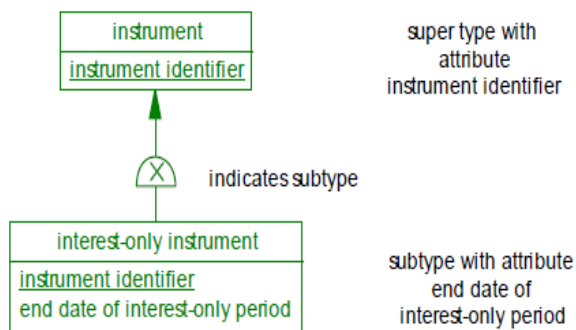 instrument
instrument identifier
super type with
attribute
instrument identifier
X
indicates subtype
interest-only instrument
instrument identifier
end date of interest-only period
subtype with attribute
end date of
interest-only period